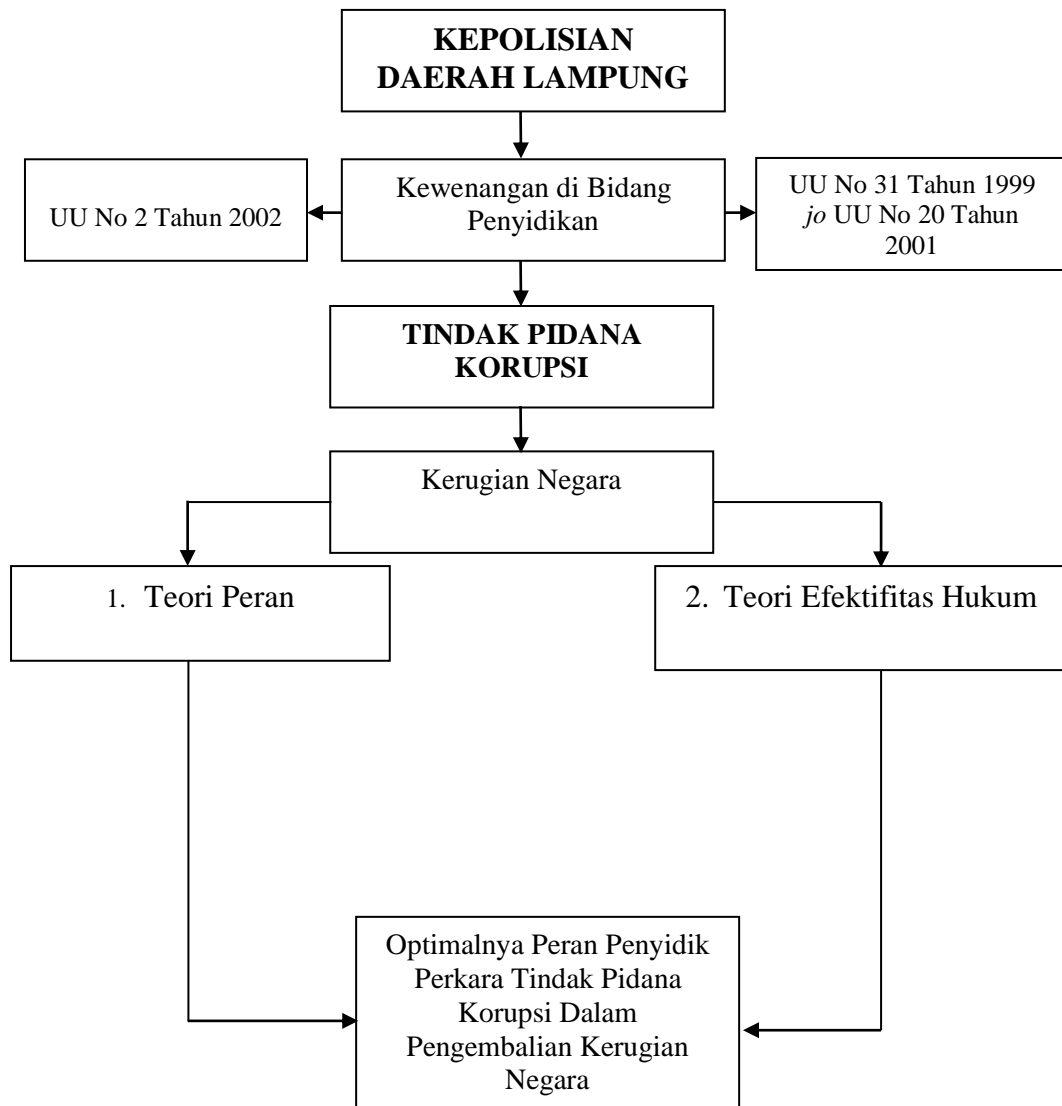 KEPOLISIAN
DAERAH LAMPUNG
UU No 2 Tahun 2002
Kewenangan di Bidang
Penyidikan
UU No 31 Tahun 1999
jo UU No 20 Tahun
2001
TINDAK PIDANA
KORUPSI
Kerugian Negara
1. Teori Peran
2. Teori Efektifitas Hukum
Optimalnya Peran Penyidik
Perkara Tindak Pidana
Korupsi Dalam
Pengembalian Kerugian
Negara